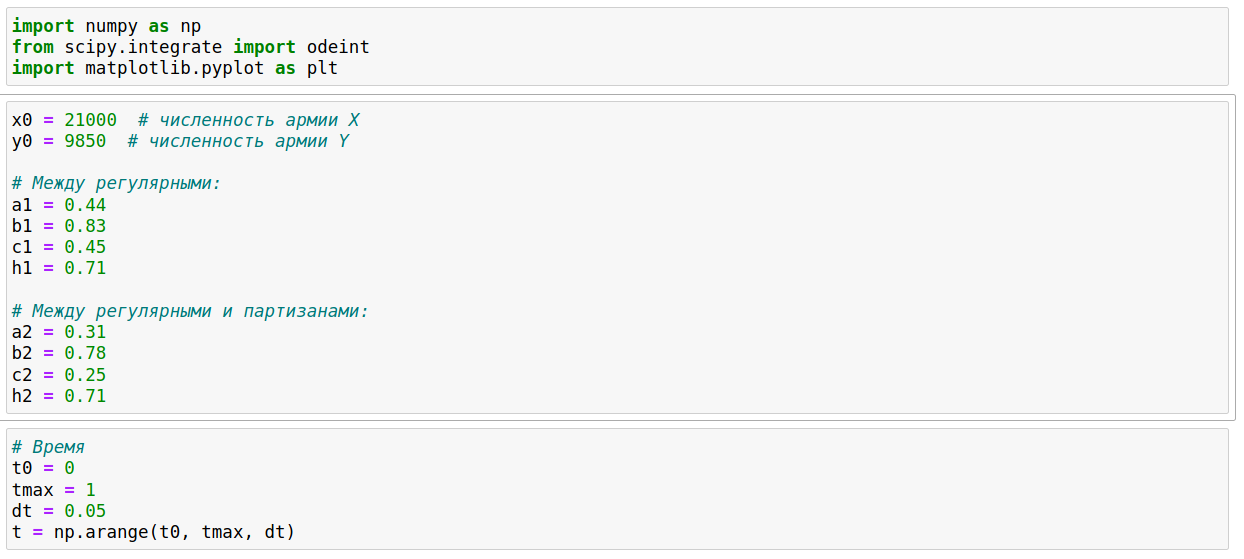 import numpy as np
from scipy.integrate import odeint
import matplotlib.pyplot as plt
x0 = 21000  # численность армии X
y0 = 9850  # численность армии Y
# Между регулярными:
a1 = 0.44
b1 = 0.83
c1 = 0.45
h1 = 0.71
# Между регулярными и партизанами:
a2 = 0.31
b2 = 0.78
c2 = 0.25
h2 = 0.71
# Время
t0 = 0
tmax = 1
dt = 0.05
t = np.arange(t0, tmax, dt)